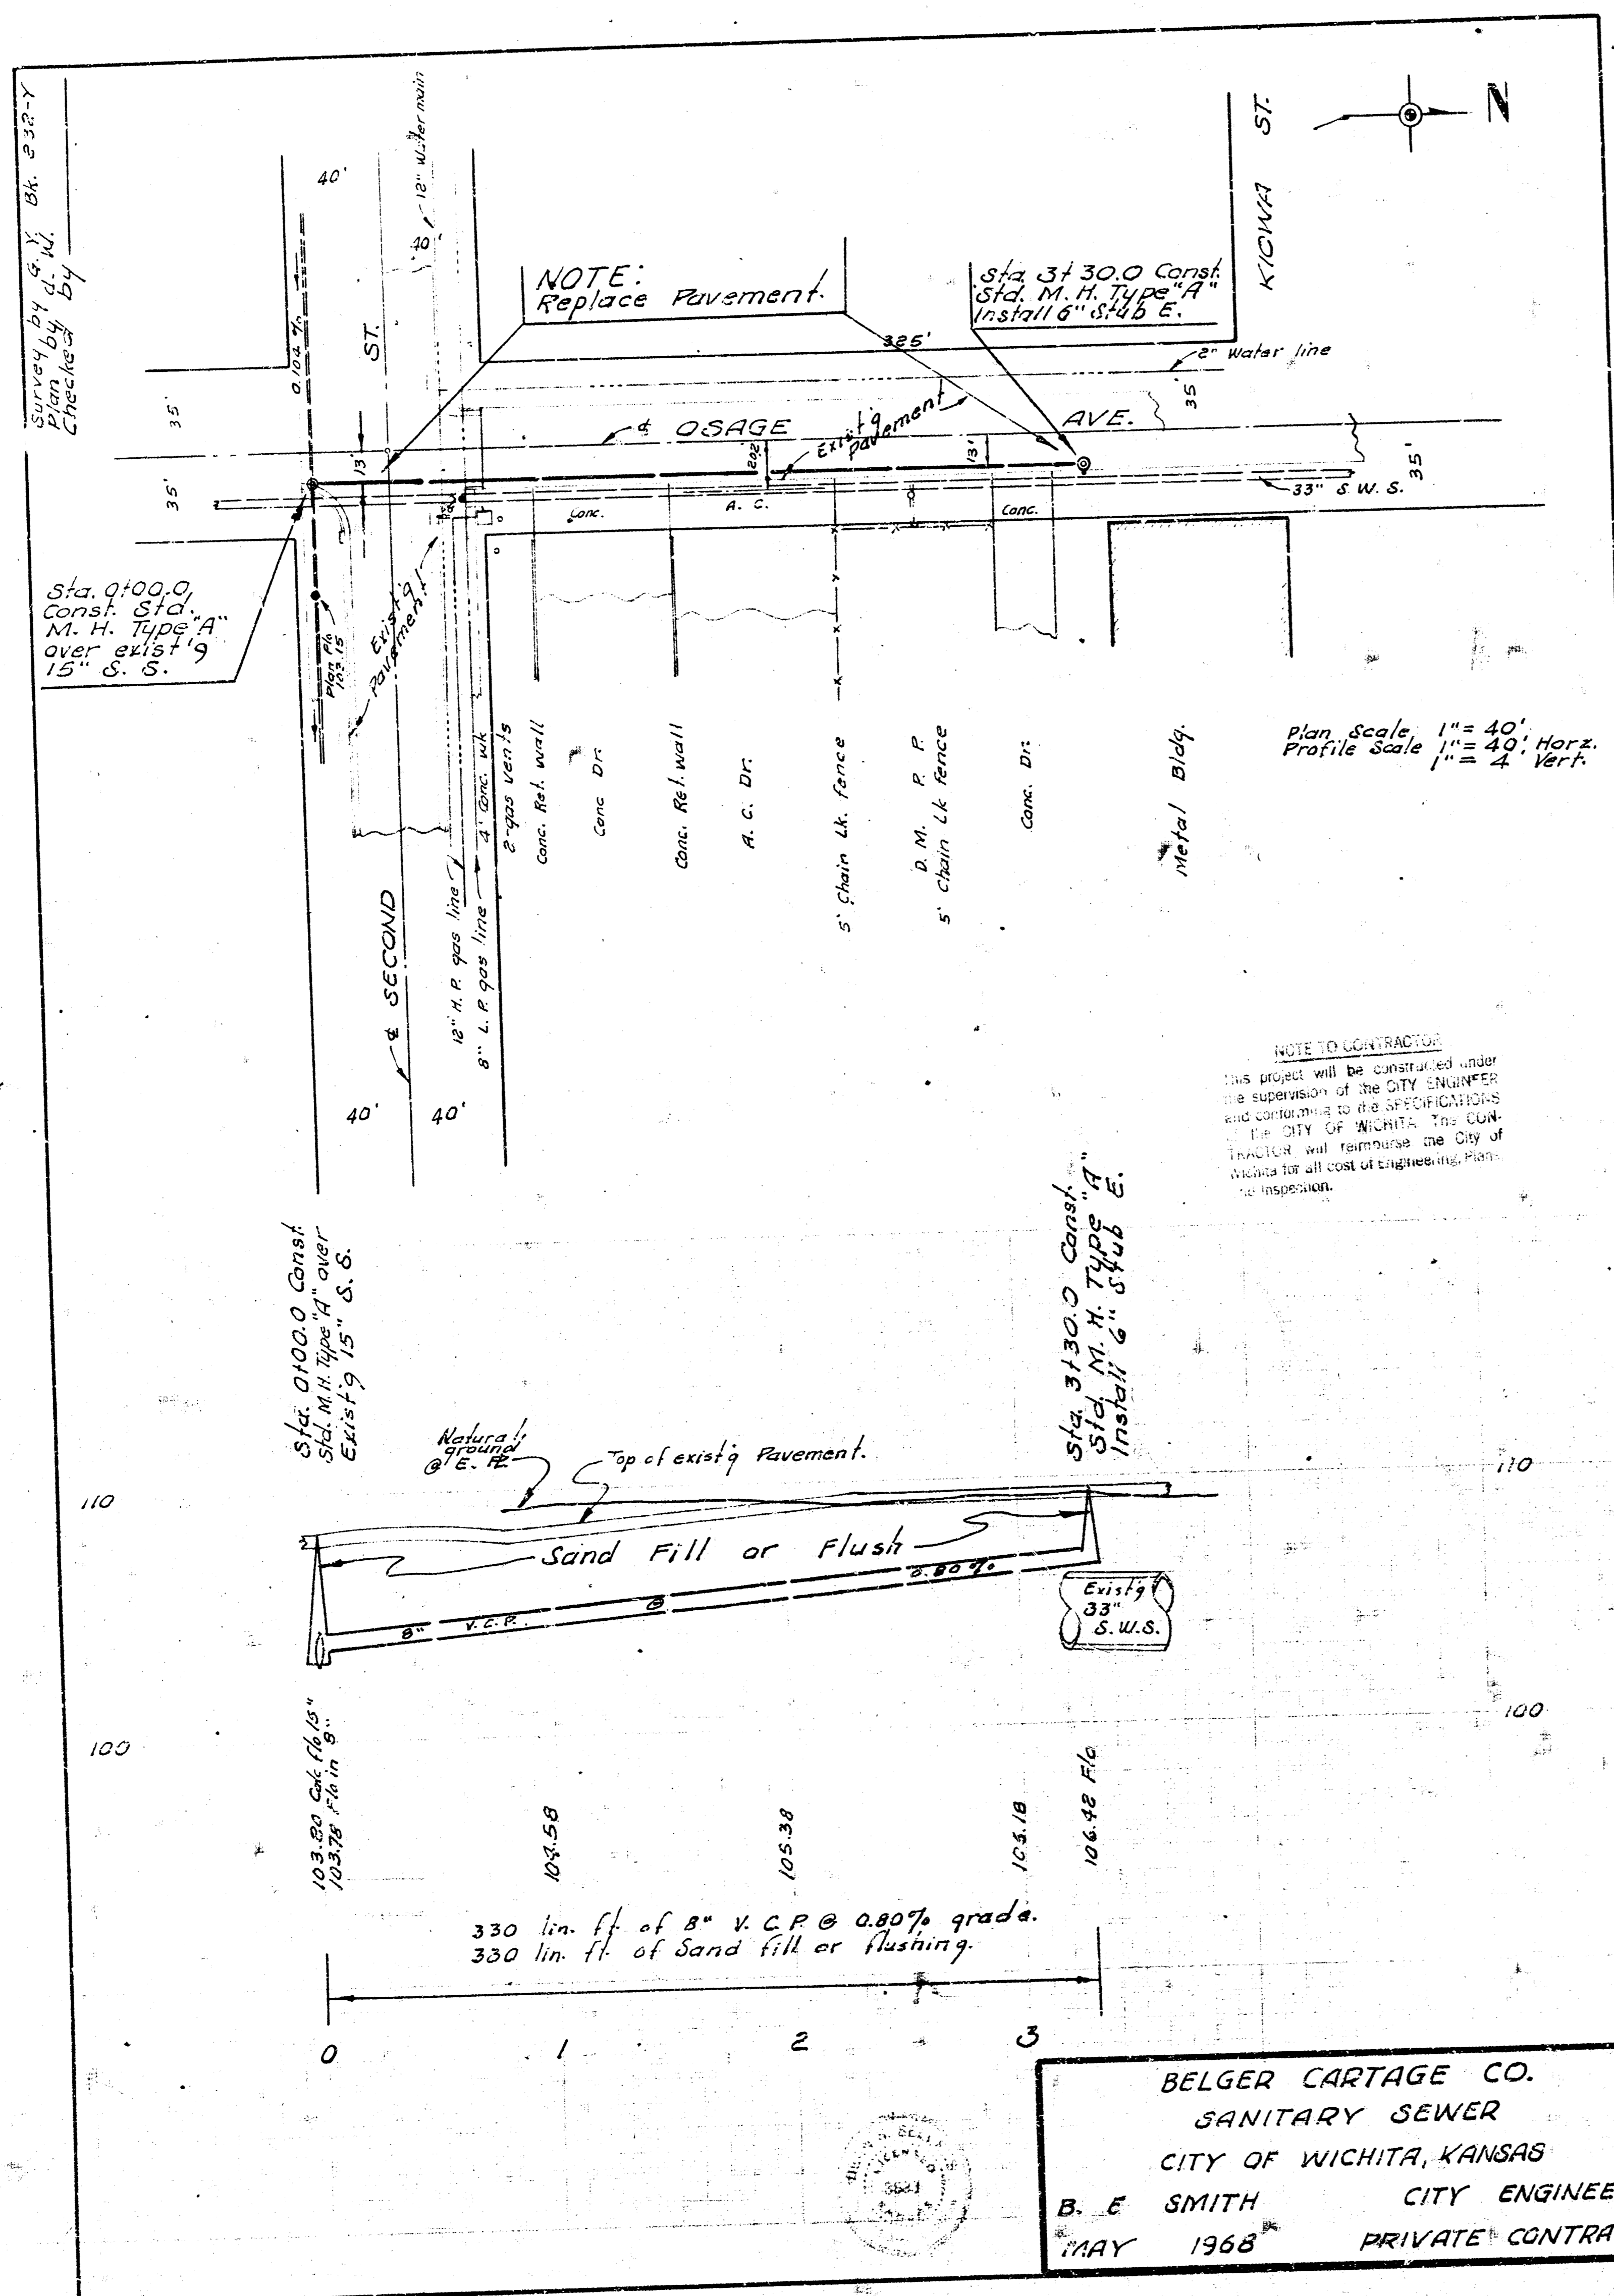 Survey by d. G. Y. Bk. 232-Y
Plan by d. W.
Checked by
40'
12" Water main
40'
ST.
0.102 %
KIOWA ST.
N
NOTE:
Replace Pavement.
Sta. 3+30.0 Const.
Std. M. H. Type "A"
Install 6" Stub E.
325'
2" Water line
35'
35'
35'
35'
℄ OSAGE AVE.
Exist'g
Pavement
13'
13'
33" S. W. S.
Conc.
A. C.
Conc.
Sta. 0+00.0,
Const. Std.
M. H. Type "A"
over exist'g
15" S. S.
Plan Flo
Exist'g
Pavement
4' Conc. wk
2-gas vents
Conc. Ret. wall
Conc Dr.
Conc. Ret. wall
A. C. Dr.
5' Chain Lk. Fence
D. M. P. P.
5' Chain Lk Fence
Conc. Dr.
Metal Bldg.
Plan Scale 1" = 40'
Profile Scale 1" = 40' Horz.
1" = 4' Vert.
℄ SECOND
12" H. P. gas line
8" L. P. gas line
40'
40'
NOTE TO CONTRACTOR
This project will be constructed under
the supervision of the CITY ENGINEER
and conforming to the SPECIFICATIONS
the CITY OF WICHITA. The CON-
TRACTOR will reimburse the City of
Wichita for all cost of Engineering, Plans
Inspection.
Sta. 0+00.0 Const.
Std. M.H. Type "A" over
Exist'g 15" S. S.
Sta. 3+30.0 Const.
Std. M. H. Type "A"
Install 6" Stub E.
Natural
ground
@ E. PL
Top of exist'g Pavement.
110
110
Sand Fill or Flush
8" V.C.P. @ 0.80%
Exist'g
33"
S.W.S.
100
100
103.20 Calc Flo 15"
103.78 Flo in 8"
104.58
105.38
106.18
106.42 Flo
330 lin. ft. of 8" V. C. P. @ 0.80% grade.
330 lin. ft. of Sand fill or flushing.
0 1 2 3
BELGER CARTAGE CO.
SANITARY SEWER
CITY OF WICHITA, KANSAS
B. E SMITH CITY ENGINEE
MAY 1968 PRIVATE CONTRA